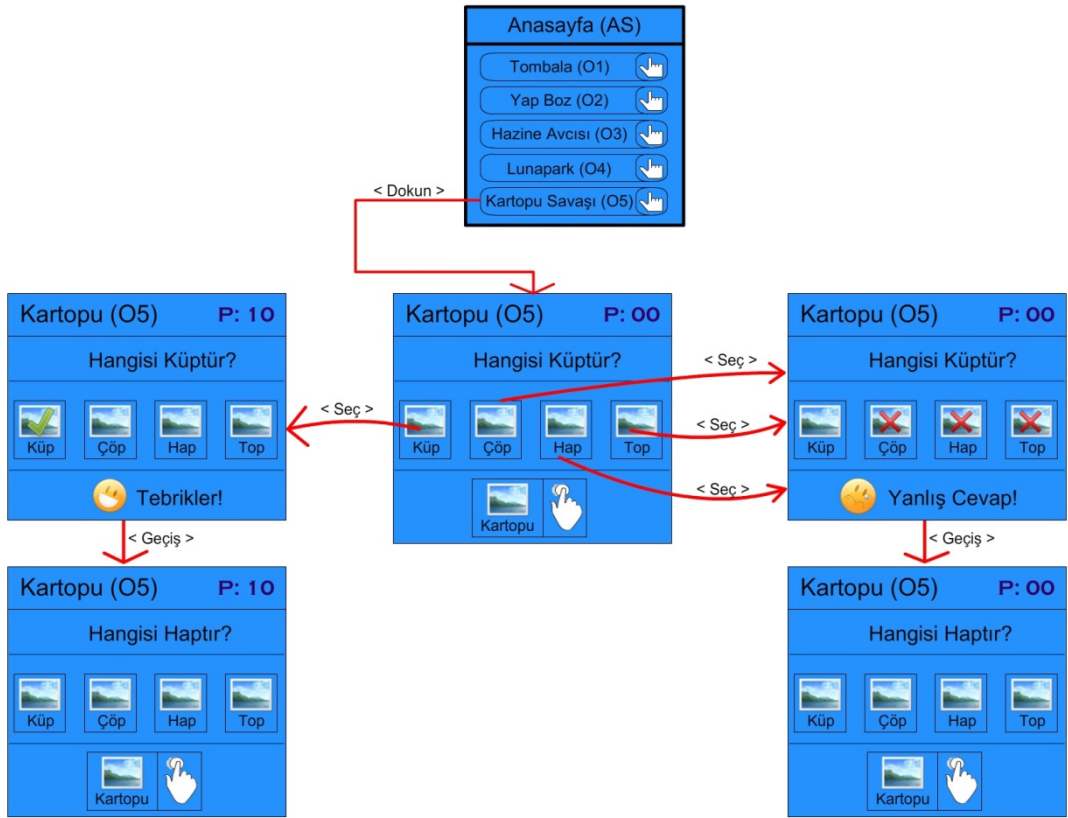 Anasayfa (AS)
Tombala (O1)
Yap Boz (O2)
Hazine Avcısı (O3)
Lunapark (O4)
Kartopu Savaşı (O5)
< Dokun >
Kartopu (O5) P: 10
Hangisi Küptür?
Küp Çöp Hap Top
Tebrikler!
< Seç >
Kartopu (O5) P: 00
Hangisi Küptür?
Küp Çöp Hap Top
Kartopu
< Seç >
< Seç >
< Seç >
Kartopu (O5) P: 00
Hangisi Küptür?
Küp Çöp Hap Top
Yanlış Cevap!
< Geçiş >
Kartopu (O5) P: 10
Hangisi Haptır?
Küp Çöp Hap Top
Kartopu
< Geçiş >
Kartopu (O5) P: 00
Hangisi Haptır?
Küp Çöp Hap Top
Kartopu